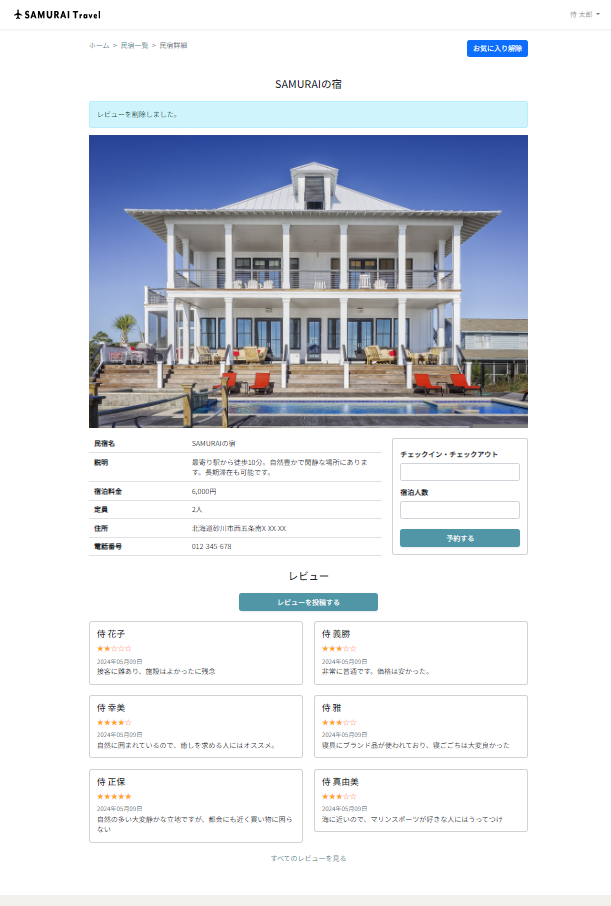 SAMURAI Travel
侍 太郎
ホーム > 民宿一覧 > 民宿詳細
お気に入り解除
SAMURAIの宿
レビューを削除しました。
民宿名 SAMURAIの宿
説明 最寄り駅から徒歩10分。自然豊かで閑静な場所にありま
す。長期滞在も可能です。
宿泊料金 6,000円
定員 2人
住所 北海道砂川市西五条南X-XX-XX
電話番号 012-345-678
チェックイン・チェックアウト
宿泊人数
予約する
レビュー
レビューを投稿する
侍 花子
★★☆☆☆
2024年05月09日
接客に難あり、施設はよかったに残念
侍 義勝
★★★☆☆
2024年05月09日
非常に普通です。価格は安かった。
侍 幸美
★★★★☆
2024年05月09日
自然に囲まれているので、癒しを求める人にはオススメ。
侍 雅
★★★☆☆
2024年05月09日
寝具にブランド品が使われており、寝ごごちは大変良かった
侍 正保
★★★★★
2024年05月09日
自然の多い大変静かな立地ですが、都会にも近く買い物に困ら
ない
侍 真由美
★★★☆☆
2024年05月09日
海に近いので、マリンスポーツが好きな人にはうってつけ
すべてのレビューを見る